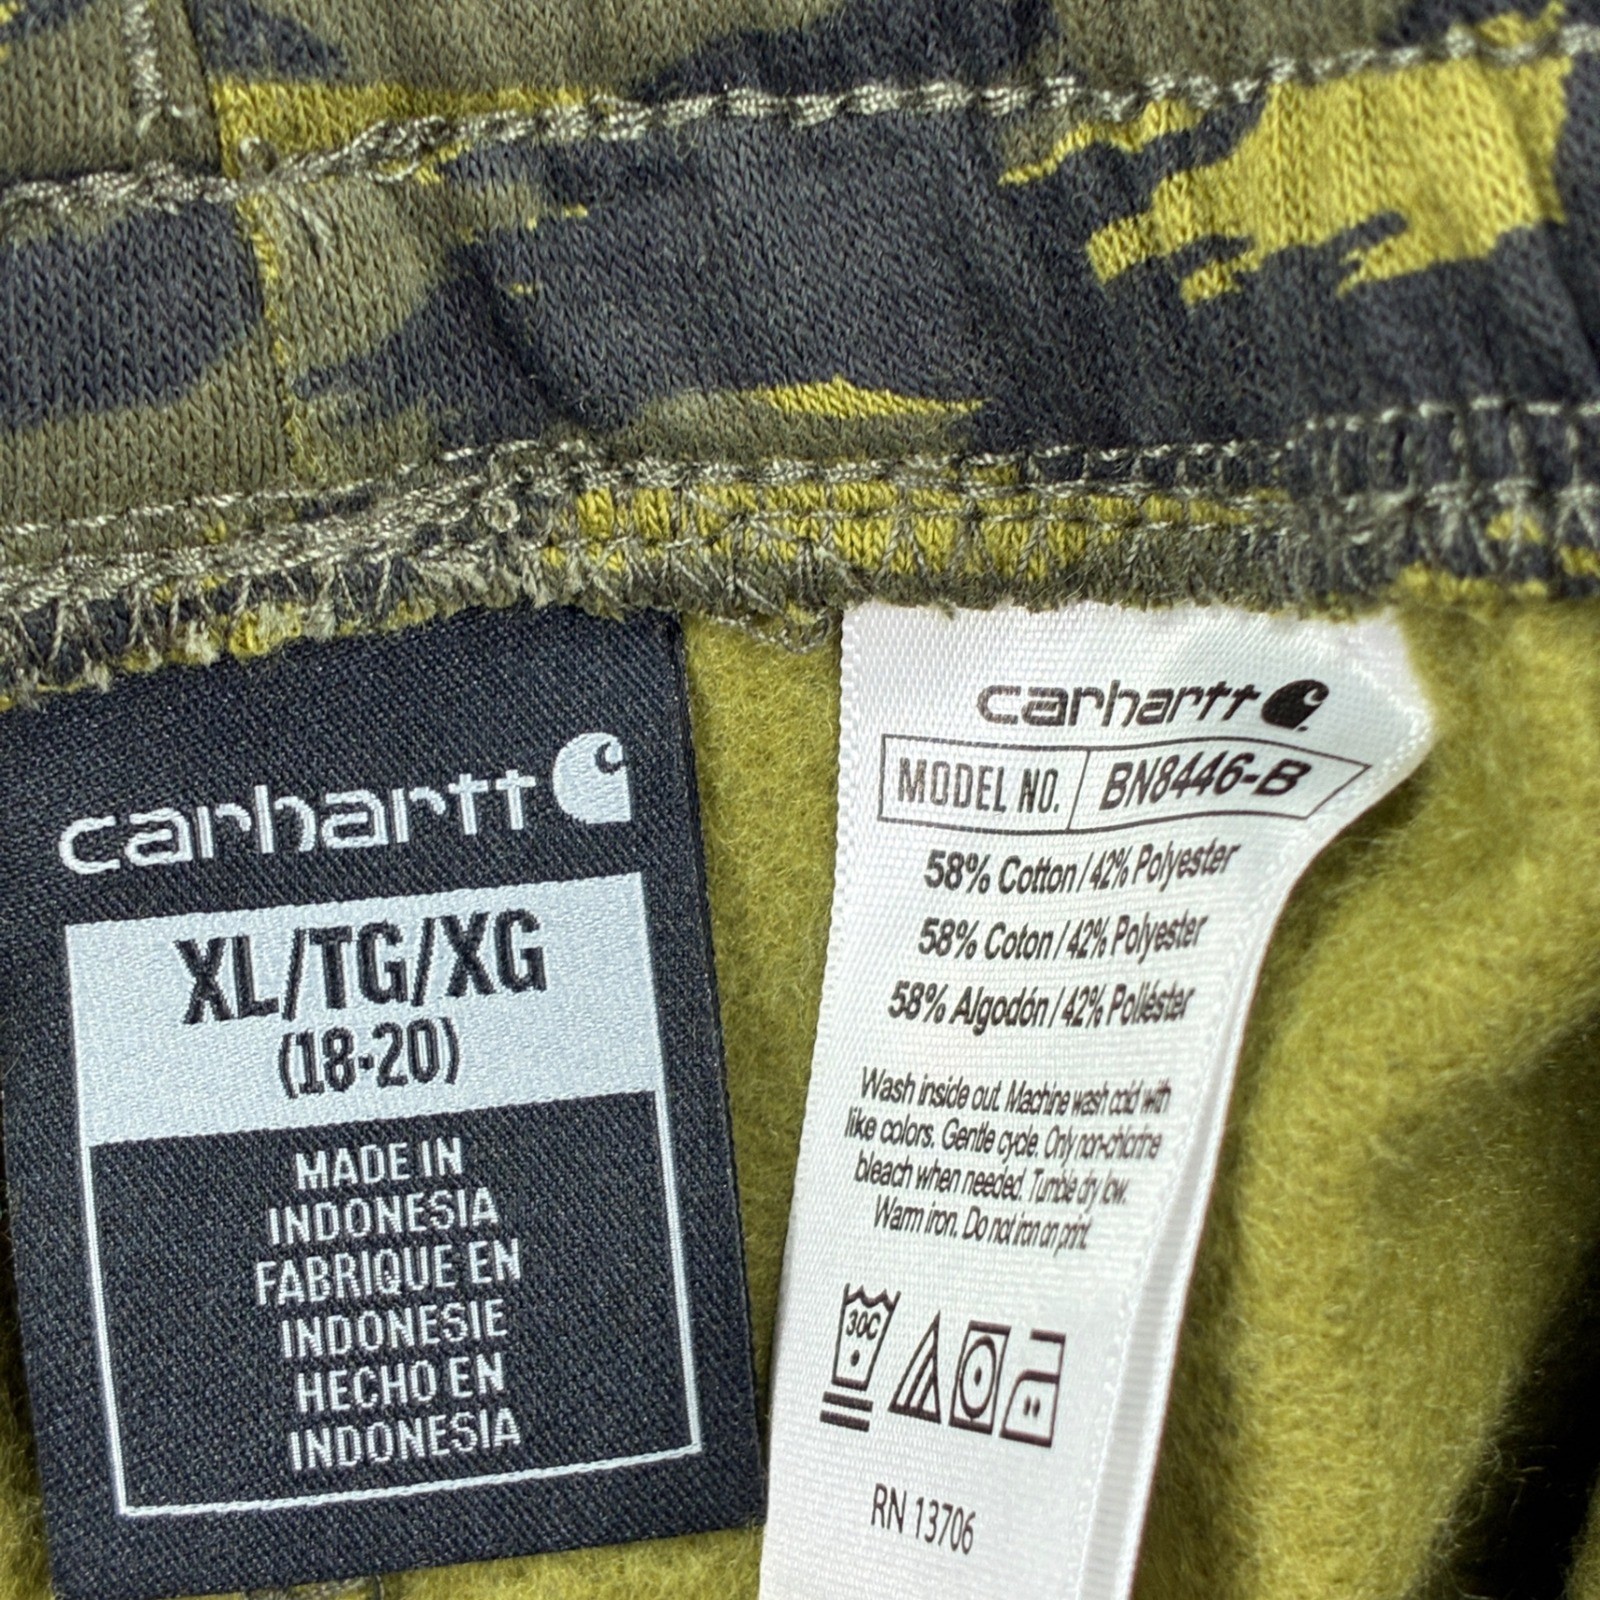 carhartt
XL/TG/XG
(18-20)
MADE IN
INDONESIA
FABRIQUE EN
INDONESIE
HECHO EN
INDONESIA
carhartt
MODEL NO. BN8446-B
58% Cotton / 42% Polyester
58% Coton / 42% Polyester
58% Algodón / 42% Poliéster
Wash inside out. Machine wash cold with
like colors. Gentle cycle. Only non-chlorine
bleach when needed. Tumble dry low.
Warm iron. Do not iron on print.
30C
RN 13706